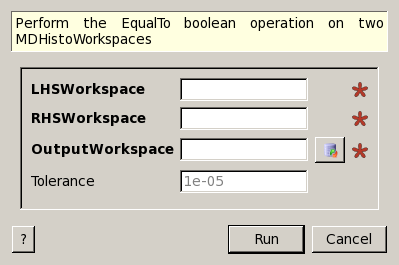 Perform the EqualTo boolean operation on two
MDHistoWorkspaces
LHSWorkspace
RHSWorkspace
OutputWorkspace
Tolerance 1e-05
? Run Cancel